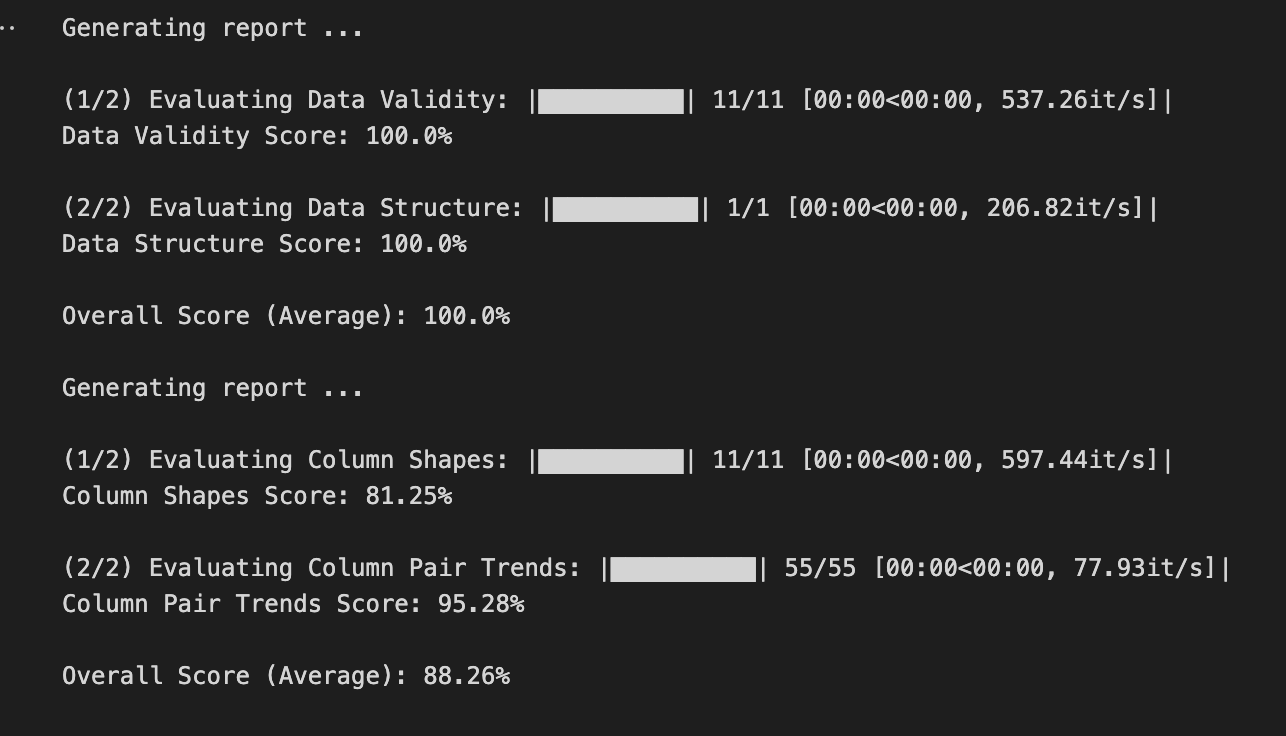 Generating report ...
(1/2) Evaluating Data Validity: |██████████| 11/11 [00:00<00:00, 537.26it/s]|
Data Validity Score: 100.0%
(2/2) Evaluating Data Structure: |██████████| 1/1 [00:00<00:00, 206.82it/s]|
Data Structure Score: 100.0%
Overall Score (Average): 100.0%
Generating report ...
(1/2) Evaluating Column Shapes: |██████████| 11/11 [00:00<00:00, 597.44it/s]|
Column Shapes Score: 81.25%
(2/2) Evaluating Column Pair Trends: |██████████| 55/55 [00:00<00:00, 77.93it/s]|
Column Pair Trends Score: 95.28%
Overall Score (Average): 88.26%